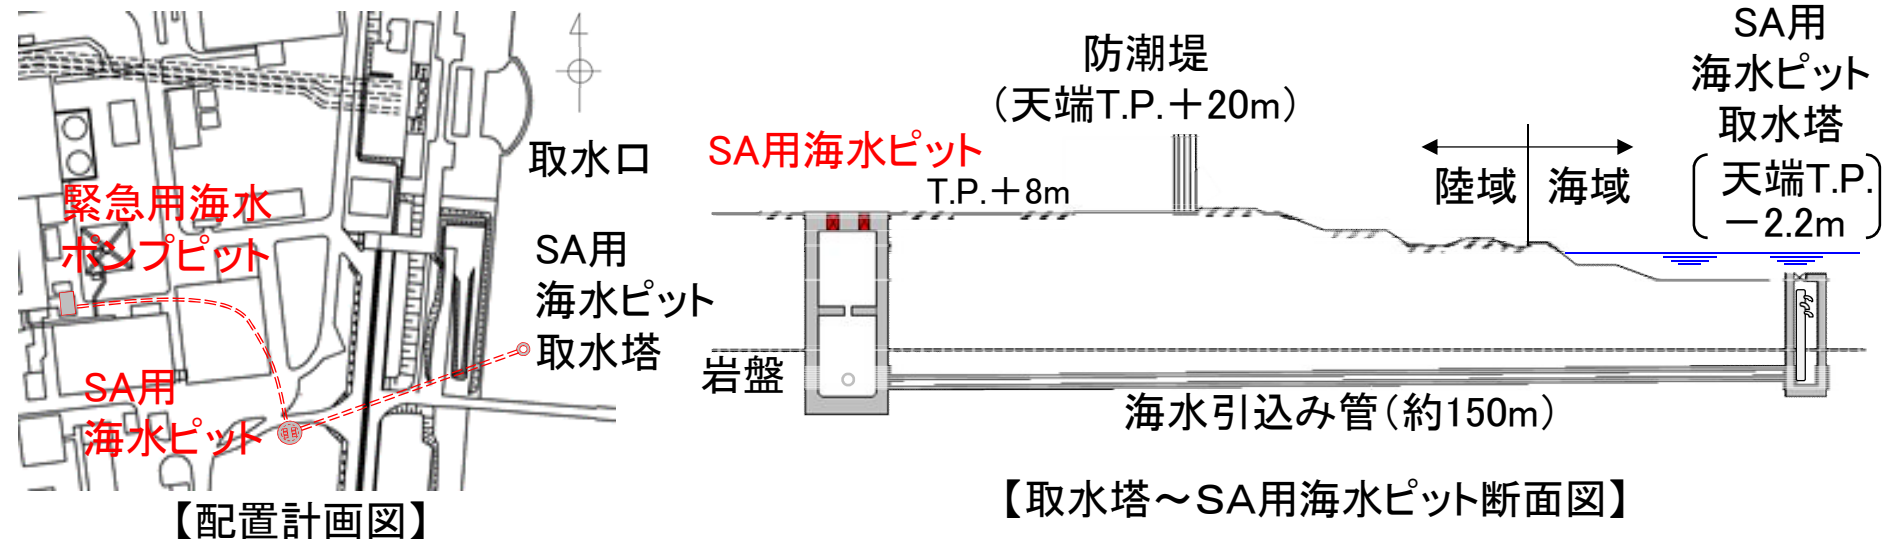 取水口
緊急用海水
ポンプピット
SA用
海水ピット
取水塔
SA用
海水ピット
【配置計画図】
防潮堤
（天端T.P.＋20m）
SA用海水ピット
T.P.＋8m
陸域
海域
SA用
海水ピット
取水塔
天端T.P.
－2.2m
岩盤
海水引込み管（約150m）
【取水塔～SA用海水ピット断面図】